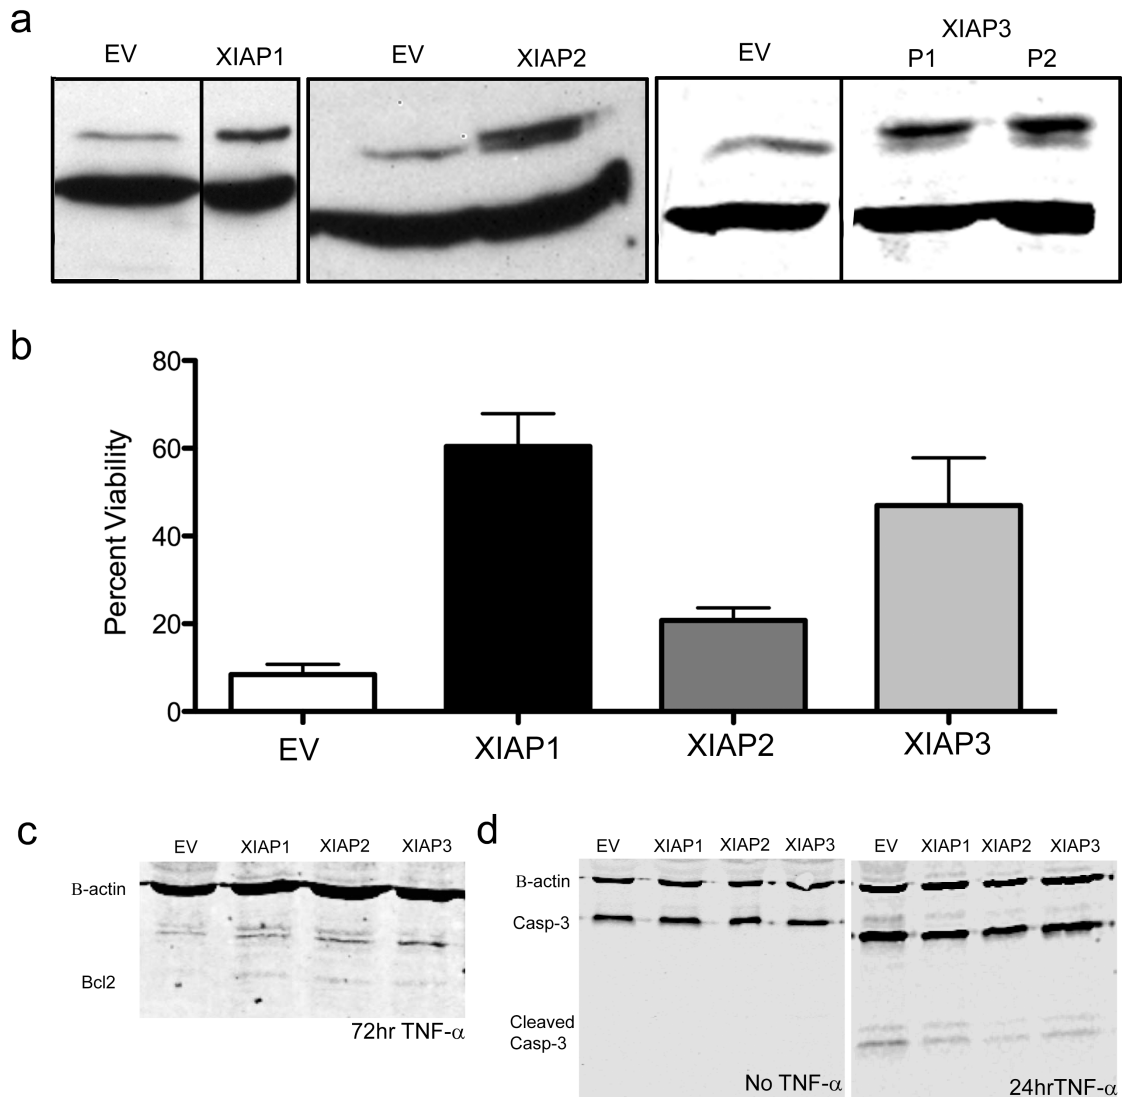 a
EV XIAP1 EV XIAP2 EV XIAP3
P1 P2
b
80
60
40
20
0
Percent Viability
EV XIAP1 XIAP2 XIAP3
c
EV XIAP1 XIAP2 XIAP3
B-actin
Bcl2
72hr TNF-α
d
EV XIAP1 XIAP2 XIAP3 EV XIAP1 XIAP2 XIAP3
B-actin
Casp-3
Cleaved
Casp-3
No TNF-α
24hrTNF-α